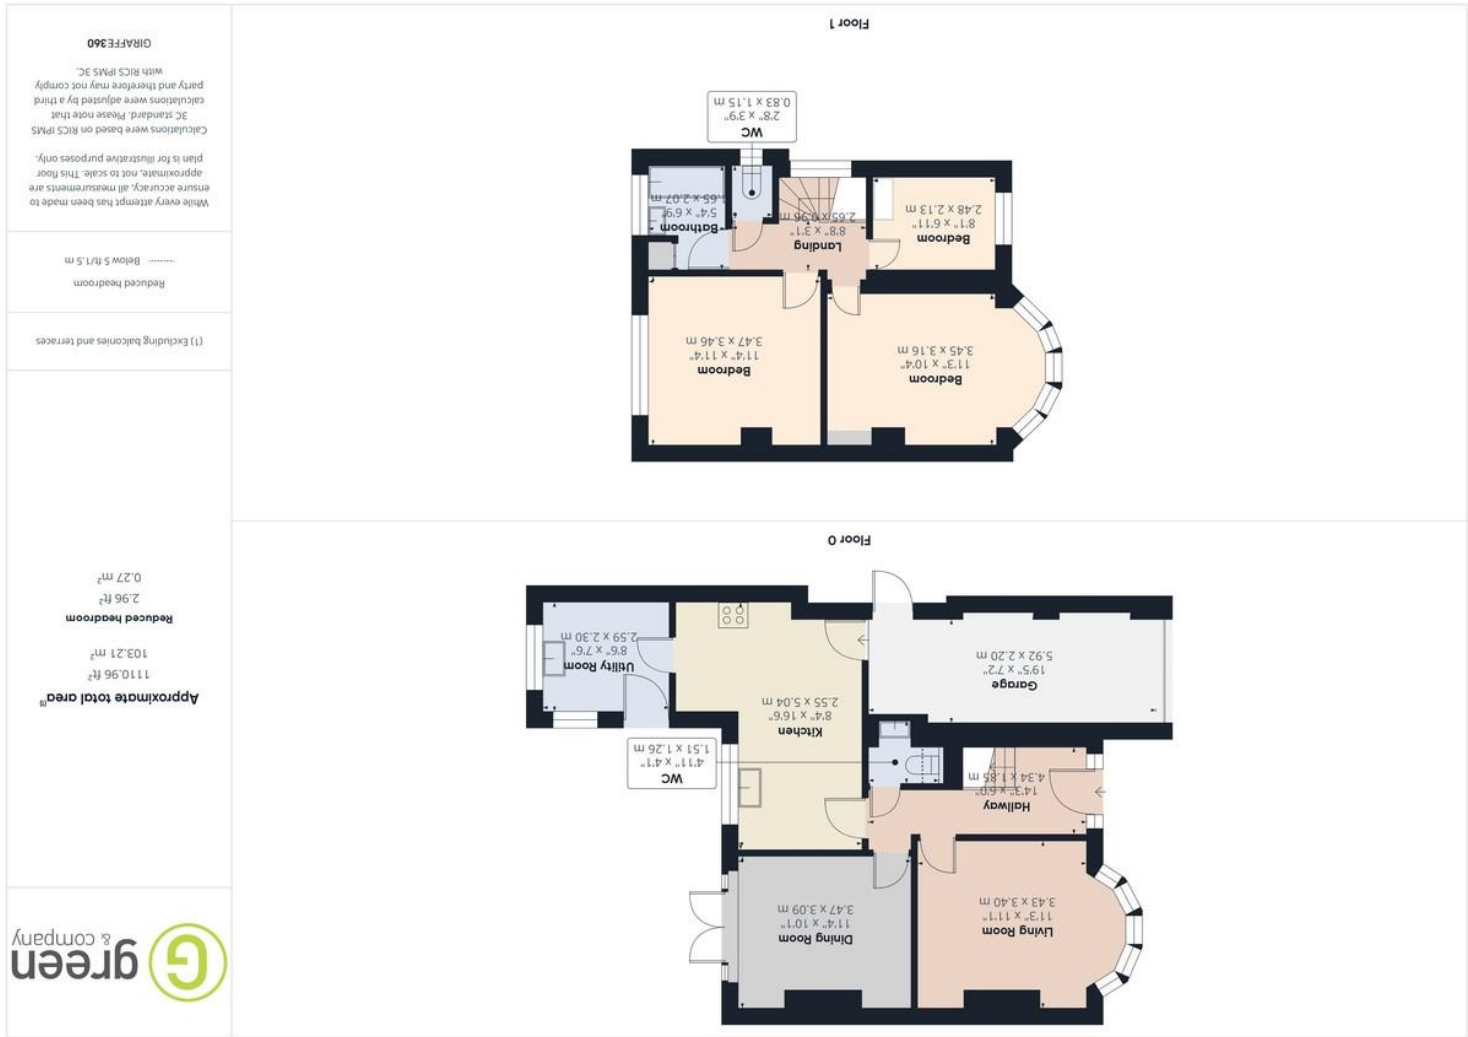 Living Room
11'3" x 11'1"
3.43 x 3.40 m
Dining Room
11'4" x 10'1"
3.47 x 3.09 m
Hallway
14'3" x 6'0"
4.34 x 1.85 m
WC
4'11" x 4'1"
1.51 x 1.26 m
Kitchen
8'4" x 16'6"
2.55 x 5.04 m
Garage
19'5" x 7'2"
5.92 x 2.20 m
Utility Room
8'6" x 7'6"
2.59 x 2.30 m
Floor 0
Bedroom
11'3" x 10'4"
3.45 x 3.16 m
Bedroom
11'4" x 11'4"
3.47 x 3.46 m
Bedroom
8'1" x 6'11"
2.48 x 2.13 m
Landing
8'8" x 3'1"
2.65 x 0.96 m
Bathroom
5'4" x 6'9"
1.65 x 2.07 m
WC
2'8" x 3'9"
0.83 x 1.15 m
Floor 1
G green
& company
Approximate total area(1)
1110.96 ft²
103.21 m²
Reduced headroom
2.96 ft²
0.27 m²
(1) Excluding balconies and terraces
Reduced headroom
Below 5 ft/1.5 m
While every attempt has been made to
ensure accuracy, all measurements are
approximate, not to scale. This floor
plan is for illustrative purposes only.
Calculations were based on RICS IPMS
3C standard. Please note that
calculations were adjusted by a third
party and therefore may not comply
with RICS IPMS 3C.
GIRAFFE360